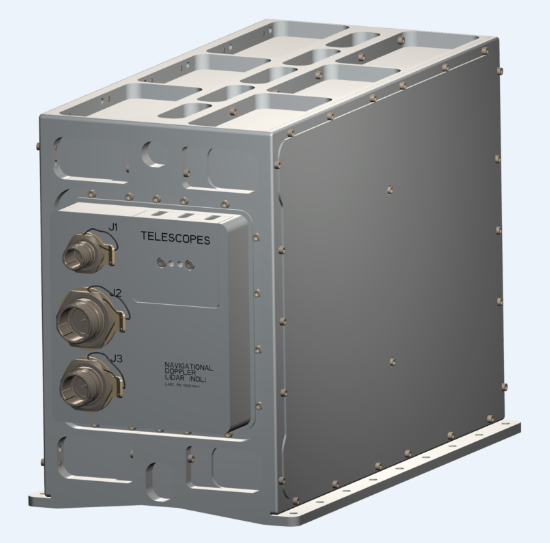 J1
TELESCOPES
J2
J3
NAVIGATIONAL
DOPPLER
LIDAR (NDL)